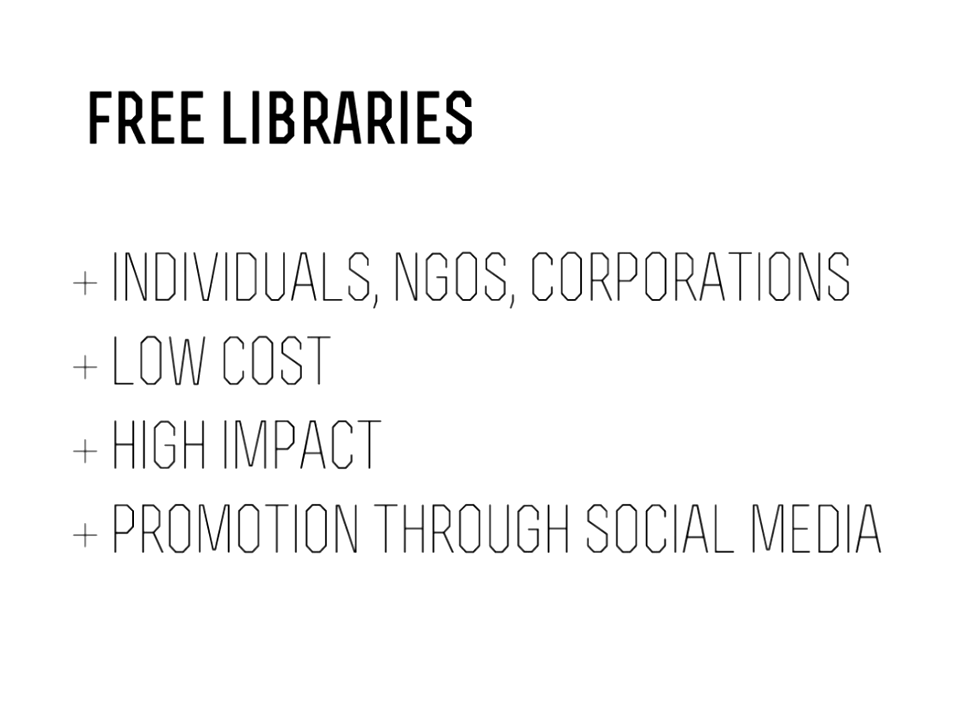 FREE LIBRARIES
+ INDIVIDUALS, NGOS, CORPORATIONS
+ LOW COST
+ HIGH IMPACT
+ PROMOTION THROUGH SOCIAL MEDIA